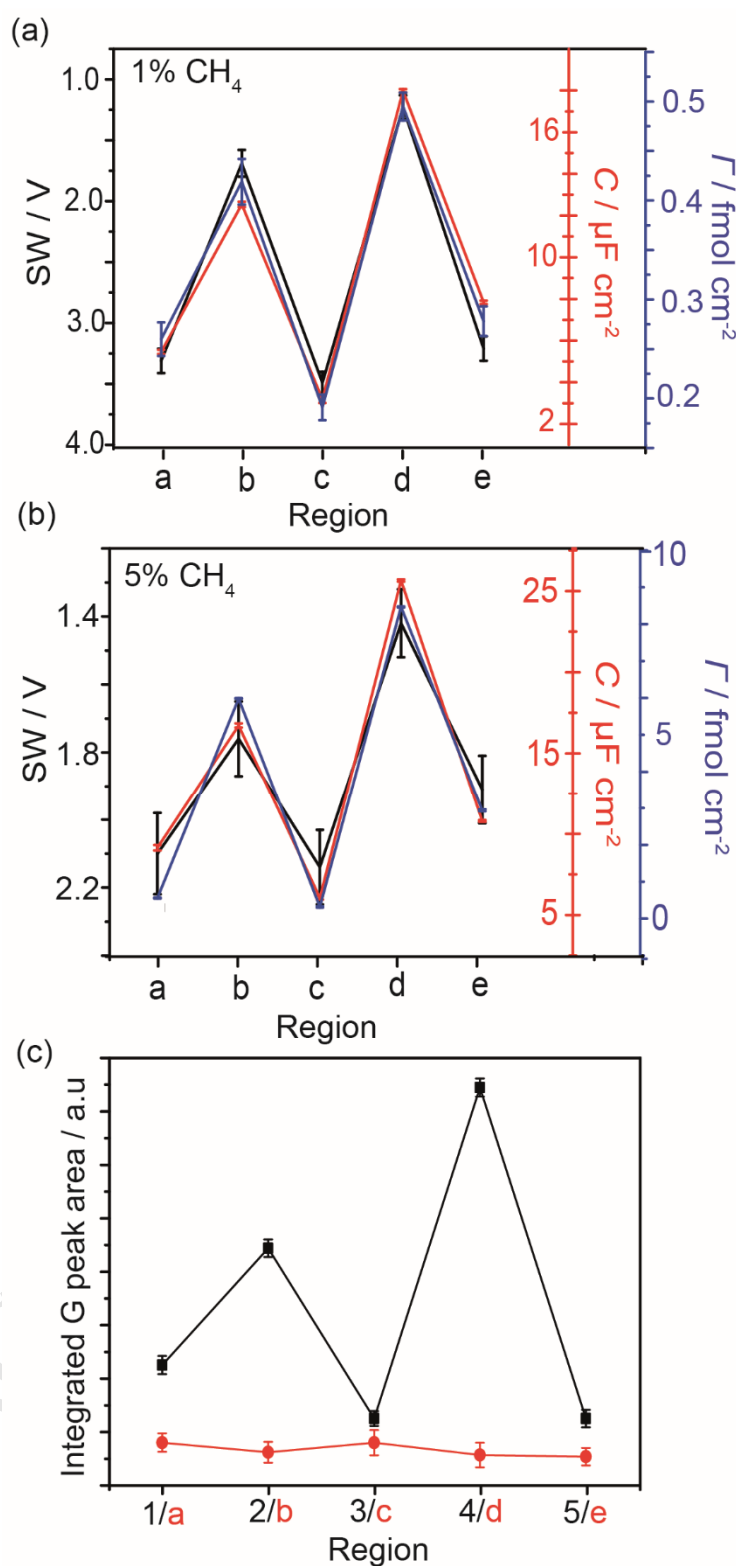 (a)
1% CH4
1.0
2.0
3.0
4.0
SW / V
16
10
2
C / µF cm-2
0.5
0.4
0.3
0.2
Γ / fmol cm-2
a b c d e
Region
(b)
5% CH4
1.4
1.8
2.2
SW / V
25
15
5
C / µF cm-2
10
5
0
Γ / fmol cm-2
a b c d e
Region
(c)
Integrated G peak area / a.u
1/a 2/b 3/c 4/d 5/e
Region